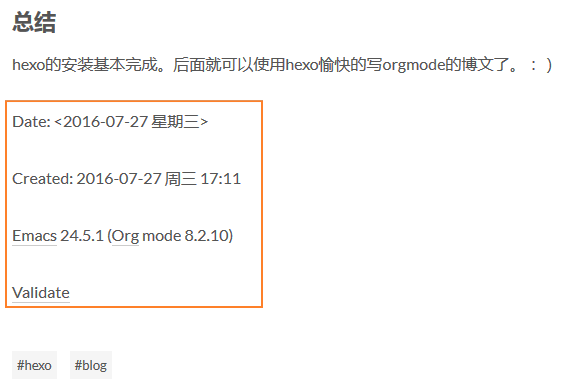 总结
hexo的安装基本完成。后面就可以使用hexo愉快的写orgmode的博文了。：）
Date: <2016-07-27 星期三>
Created: 2016-07-27 周三 17:11
Emacs 24.5.1 (Org mode 8.2.10)
Validate
#hexo #blog